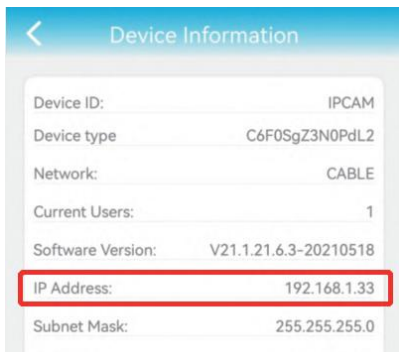 Device Information
Device ID: IPCAM
Device type C6F0SgZ3N0PdL2
Network: CABLE
Current Users: 1
Software Version: V21.1.21.6.3-20210518
IP Address: 192.168.1.33
Subnet Mask: 255.255.255.0